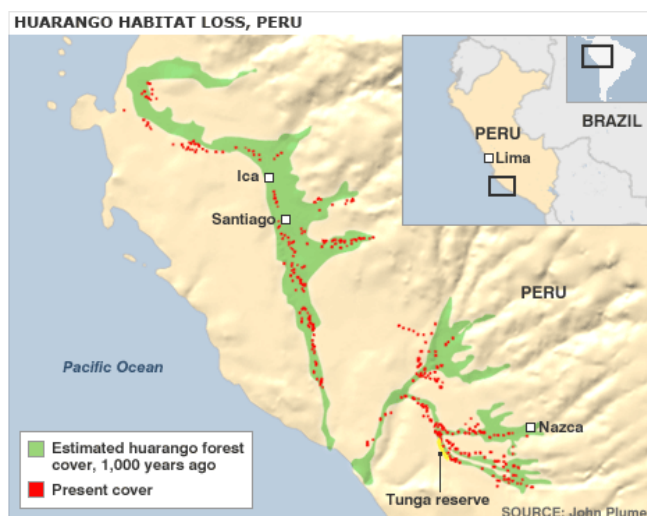 HUARANGO HABITAT LOSS, PERU
PERU
BRAZIL
Lima
Ica
Santiago
PERU
Pacific Ocean
Nazca
Estimated huarango forest
cover, 1,000 years ago
Present cover
Tunga reserve
SOURCE: John Plume